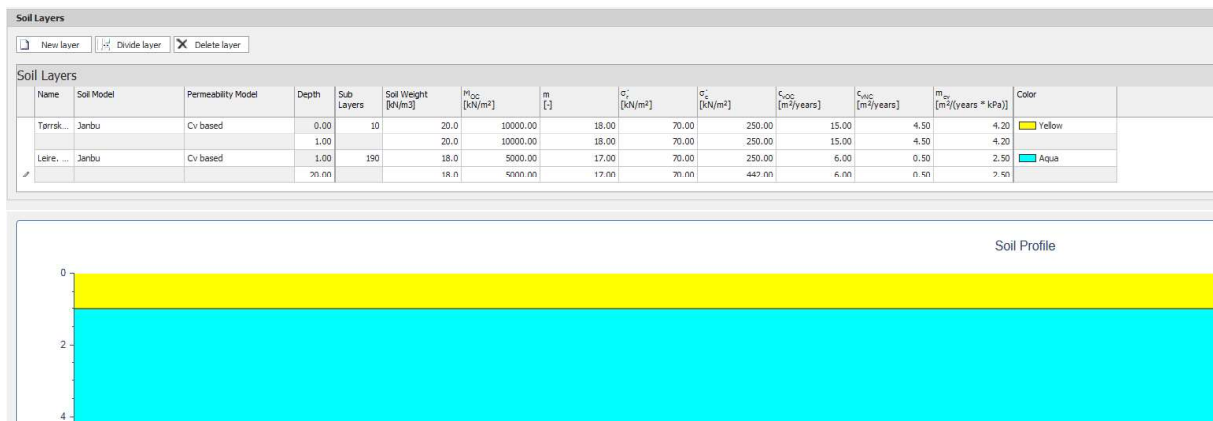 Soil Layers
New layer Divide layer Delete layer
Soil Layers
Name Soil Model Permeability Model Depth Sub Layers Soil Weight [kN/m3] M_OC [kN/m²] m [-] σ'_r [kN/m²] σ'_c [kN/m²] c_vOC [m²/years] c_vNC [m²/years] m_cv [m²/(years * kPa)] Color
Tørrsk... Janbu Cv based 0.00 10 20.0 10000.00 18.00 70.00 250.00 15.00 4.50 4.20 Yellow
1.00 20.0 10000.00 18.00 70.00 250.00 15.00 4.50 4.20
Leire. ... Janbu Cv based 1.00 190 18.0 5000.00 17.00 70.00 250.00 6.00 0.50 2.50 Aqua
20.00 18.0 5000.00 17.00 70.00 442.00 6.00 0.50 2.50
Soil Profile
0
2
4